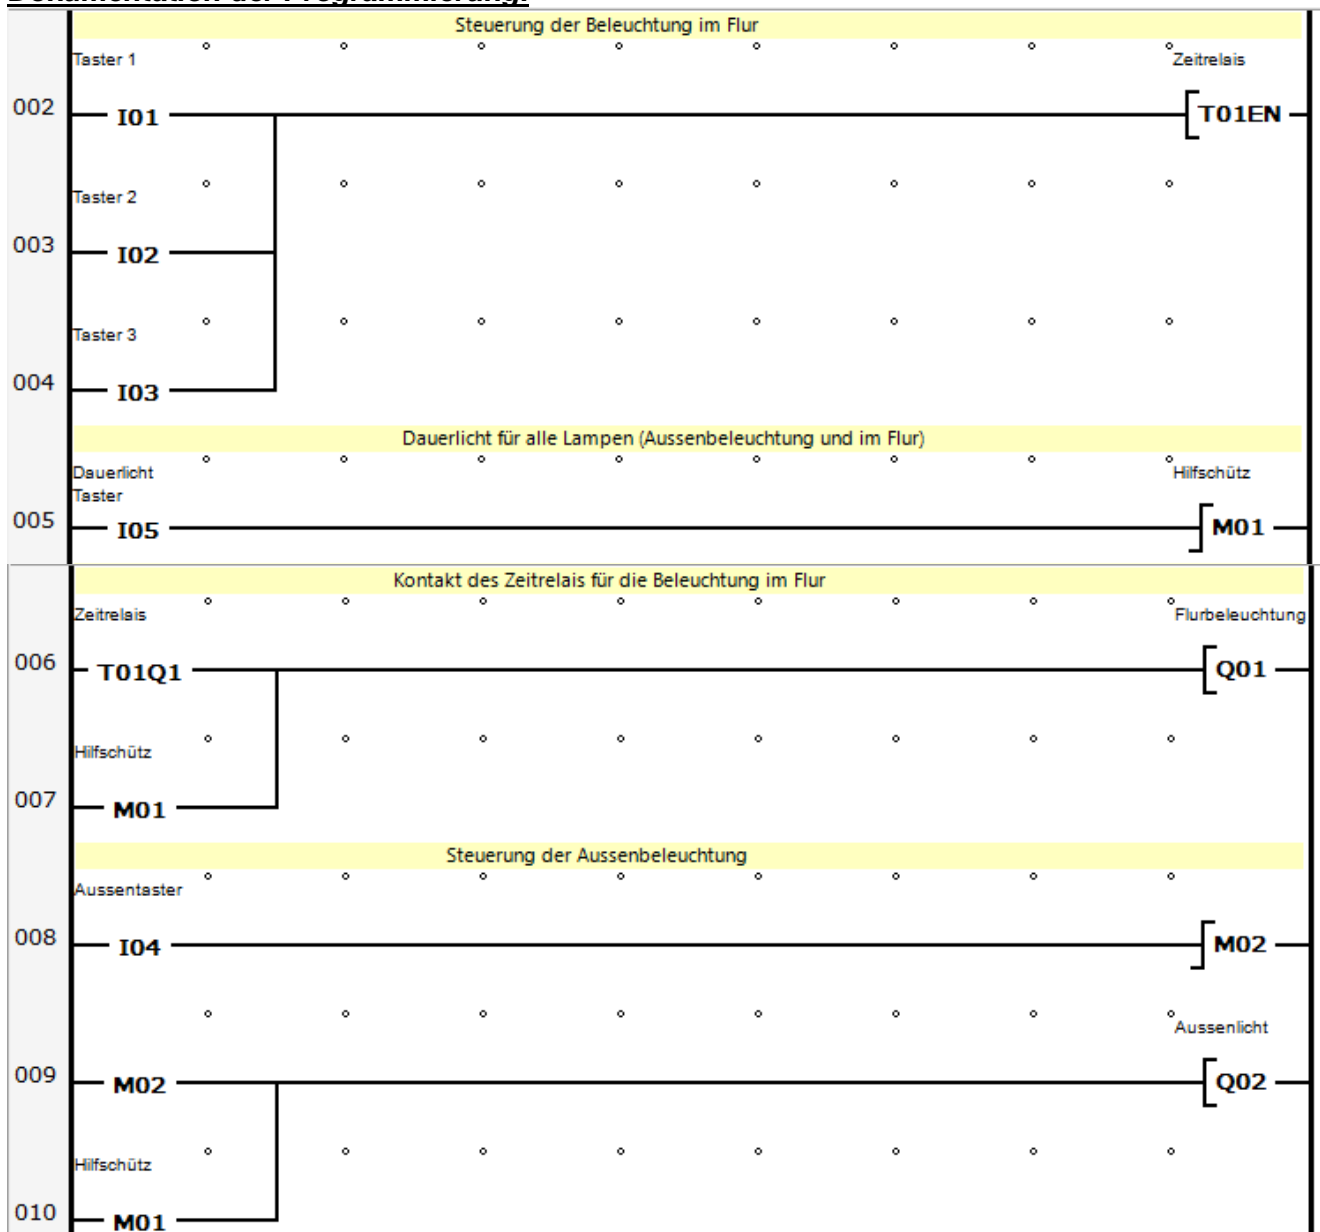 Dokumentation der Programmierung:
Steuerung der Beleuchtung im Flur
Taster 1
Zeitrelais
002
I01
T01EN
Taster 2
003
I02
Taster 3
004
I03
Dauerlicht für alle Lampen (Aussenbeleuchtung und im Flur)
Dauerlicht
Taster
Hilfschütz
005
I05
M01
Kontakt des Zeitrelais für die Beleuchtung im Flur
Zeitrelais
Flurbeleuchtung
006
T01Q1
Q01
Hilfschütz
007
M01
Steuerung der Aussenbeleuchtung
Aussentaster
008
I04
M02
Aussenlicht
009
M02
Q02
Hilfschütz
010
M01